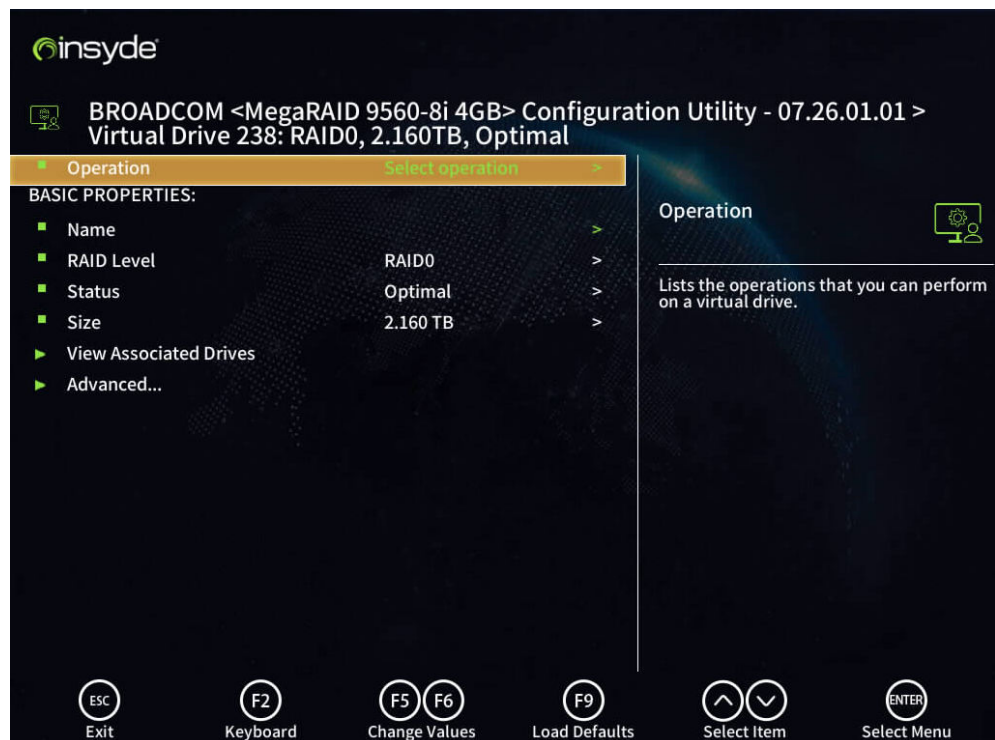 insyde
BROADCOM <MegaRAID 9560-8i 4GB> Configuration Utility - 07.26.01.01 >
Virtual Drive 238: RAID0, 2.160TB, Optimal
Operation Select operation >
BASIC PROPERTIES:
Name >
RAID Level RAID0 >
Status Optimal >
Size 2.160 TB >
View Associated Drives
Advanced...
Operation
Lists the operations that you can perform
on a virtual drive.
ESC F2 F5 F6 F9 ENTER
Exit Keyboard Change Values Load Defaults Select Item Select Menu